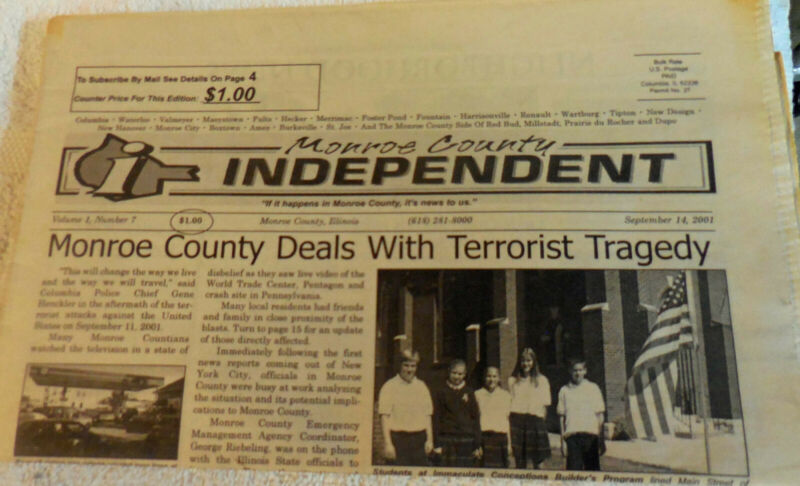 To Subscribe By Mail See Details On Page 4
Counter Price For This Edition: $1.00
Bulk Rate
U.S. Postage
PAID
Columbia, IL 62236
Permit No. 27
Columbia • Waterloo • Valmeyer • Maeystown • Fults • Hecker • Merrimac • Foster Pond • Fountain • Harrisonville • Renault • Wartburg • Tipton • New Design •
New Hanover • Monroe City • Boxtown • Ames • Burksville • St. Joe • And The Monroe County Side Of Red Bud, Millstadt, Prairie du Rocher and Dupo
Monroe County
i INDEPENDENT
"If it happens in Monroe County, it's news to us."
Volume 1, Number 7 $1.00 Monroe County, Illinois (618) 281-8000 September 14, 2001
Monroe County Deals With Terrorist Tragedy
"This will change the way we live
and the way we will travel," said
Columbia Police Chief Gene
Henckler in the aftermath of the ter-
rorist attacks against the United
States on September 11, 2001.
Many Monroe Countians
watched the television in a state of
disbelief as they saw live video of the
World Trade Center, Pentagon and
crash site in Pennsylvania.
Many local residents had friends
and family in close proximity of the
blasts. Turn to page 15 for an update
of those directly affected.
Immediately following the first
news reports coming out of New
York City, officials in Monroe
County were busy at work analyzing
the situation and its potential impli-
cations to Monroe County.
Monroe County Emergency
Management Agency Coordinator,
George Riebeling, was on the phone
with the Illinois State officials to
Students at Immaculate Conceptions Builder's Program lined Main Street of